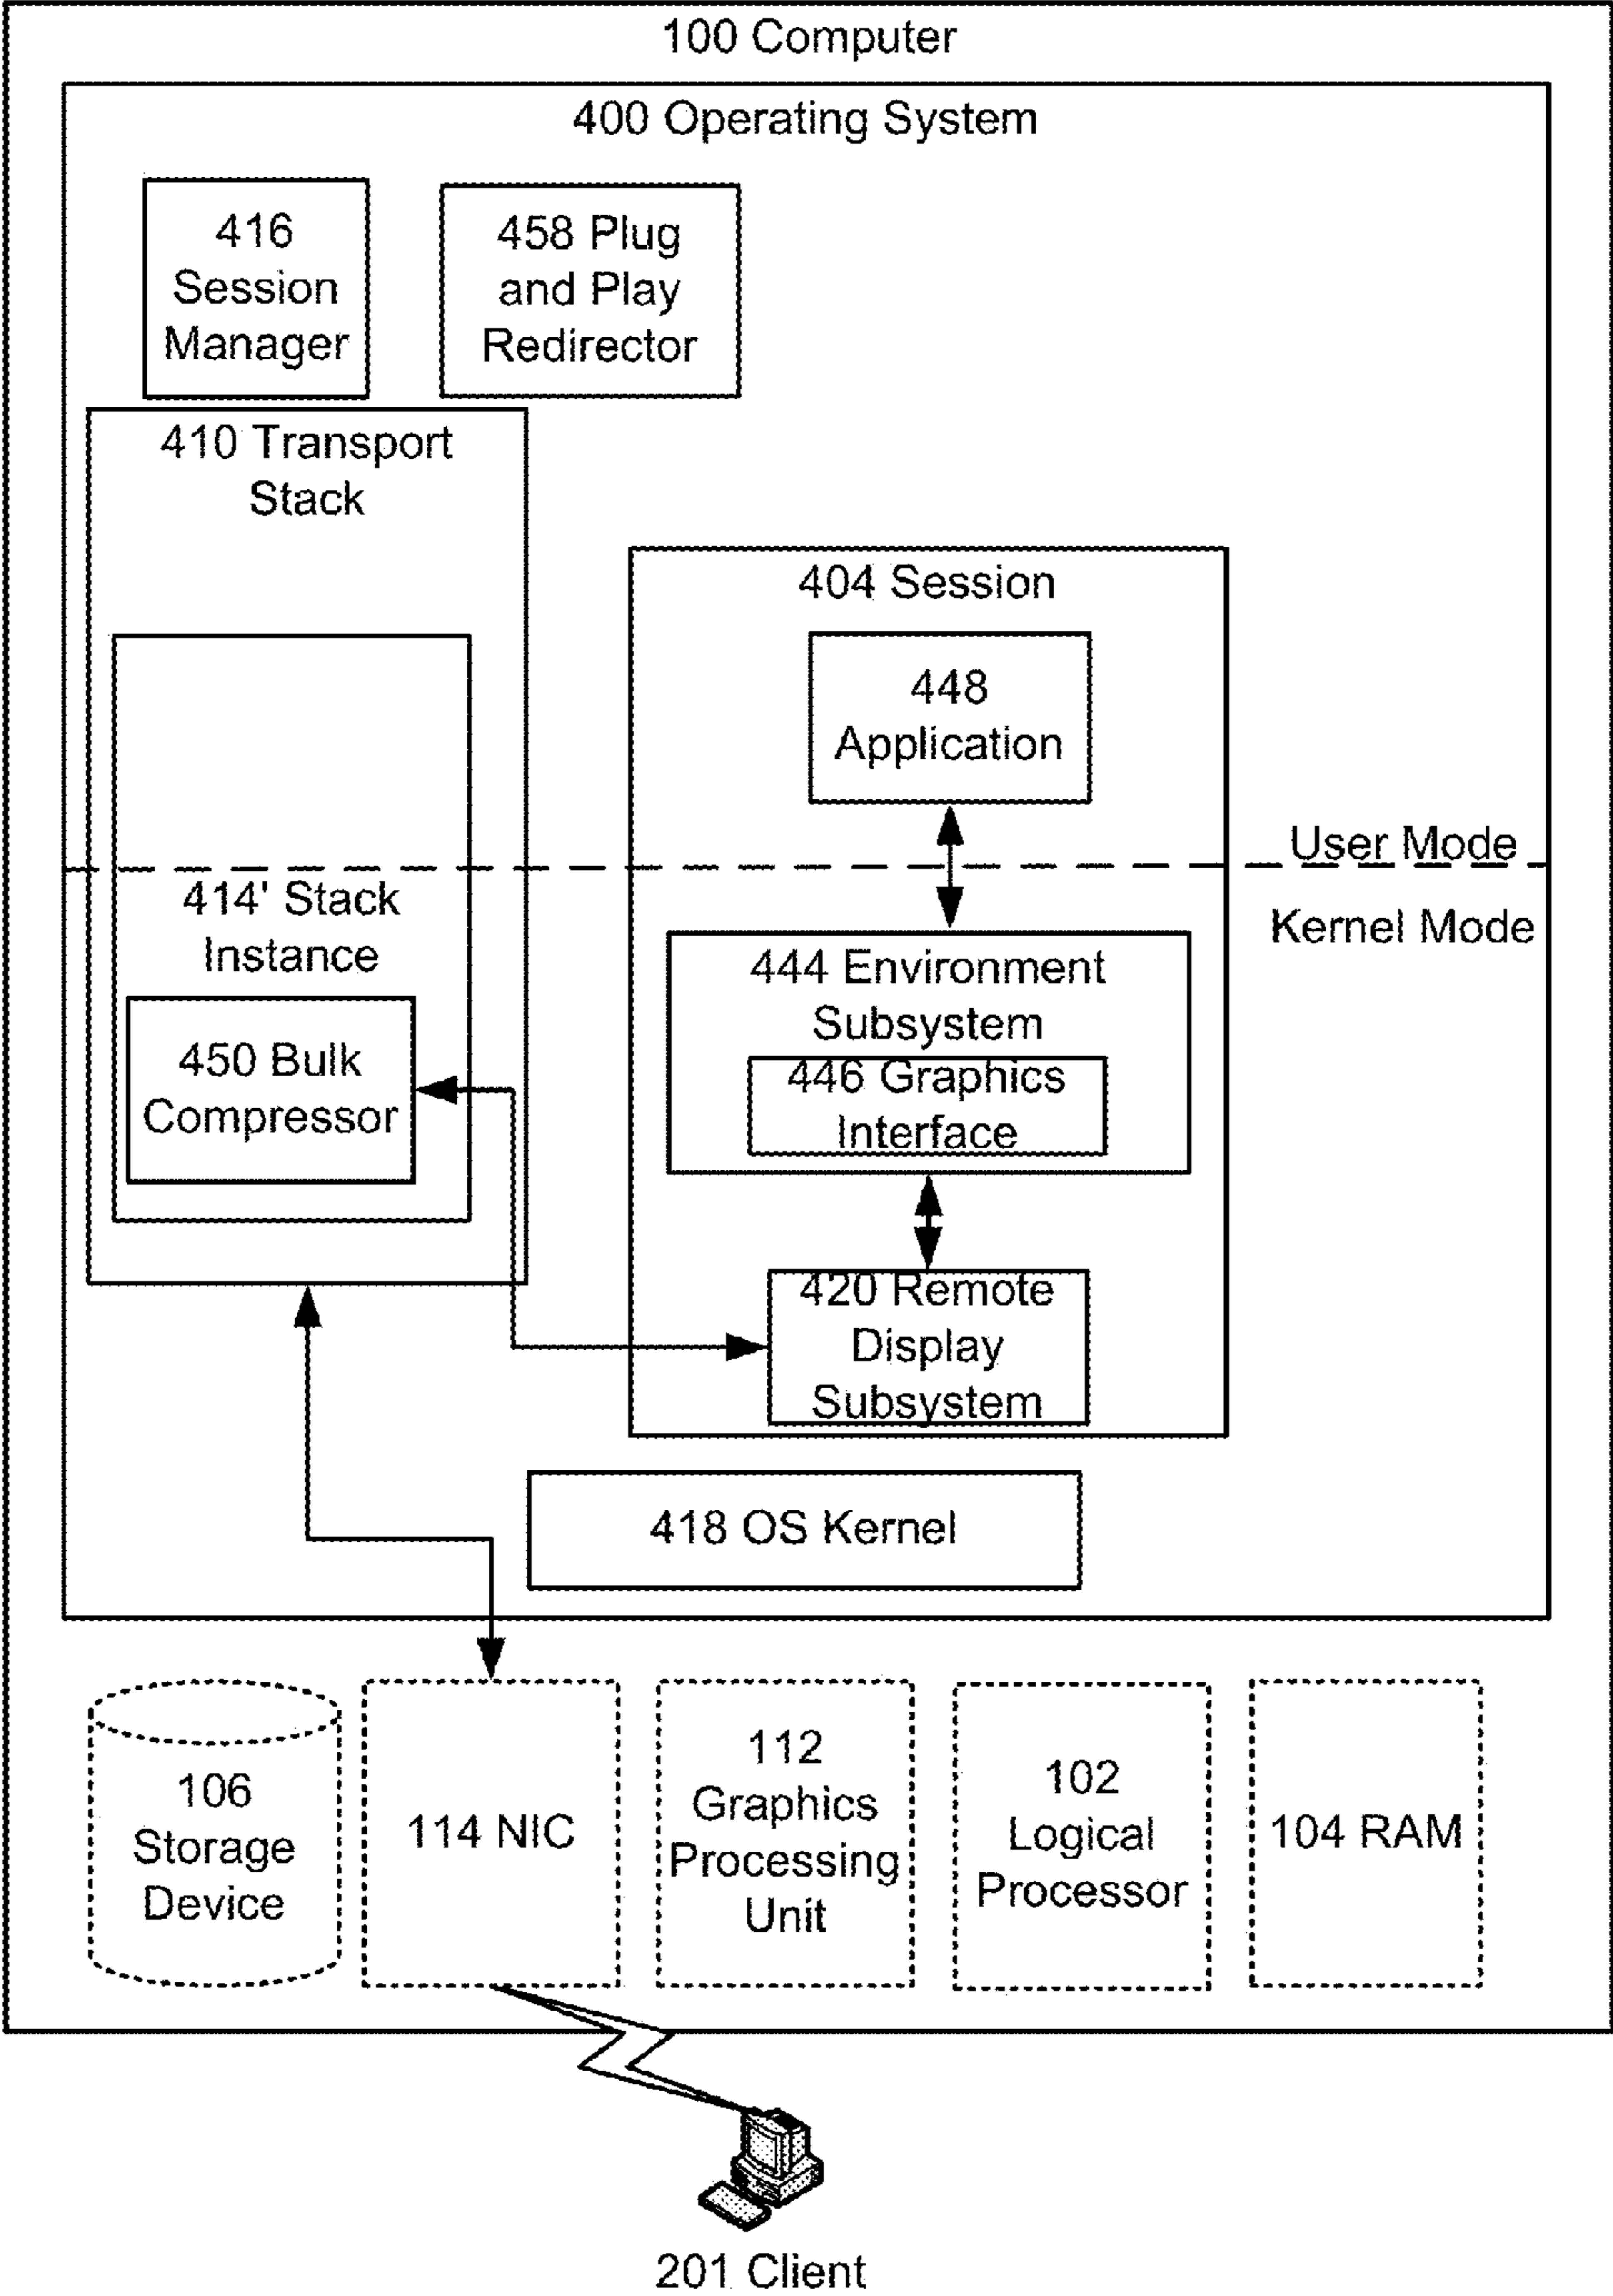 100 Computer
400 Operating System
416
Session
Manager
458 Plug
and Play
Redirector
410 Transport
Stack
404 Session
448
Application
User Mode
Kernel Mode
414' Stack
Instance
444 Environment
Subsystem
450 Bulk
Compressor
446 Graphics
Interface
420 Remote
Display
Subsystem
418 OS Kernel
106
Storage
Device
114 NIC
112
Graphics
Processing
Unit
102
Logical
Processor
104 RAM
201 Client